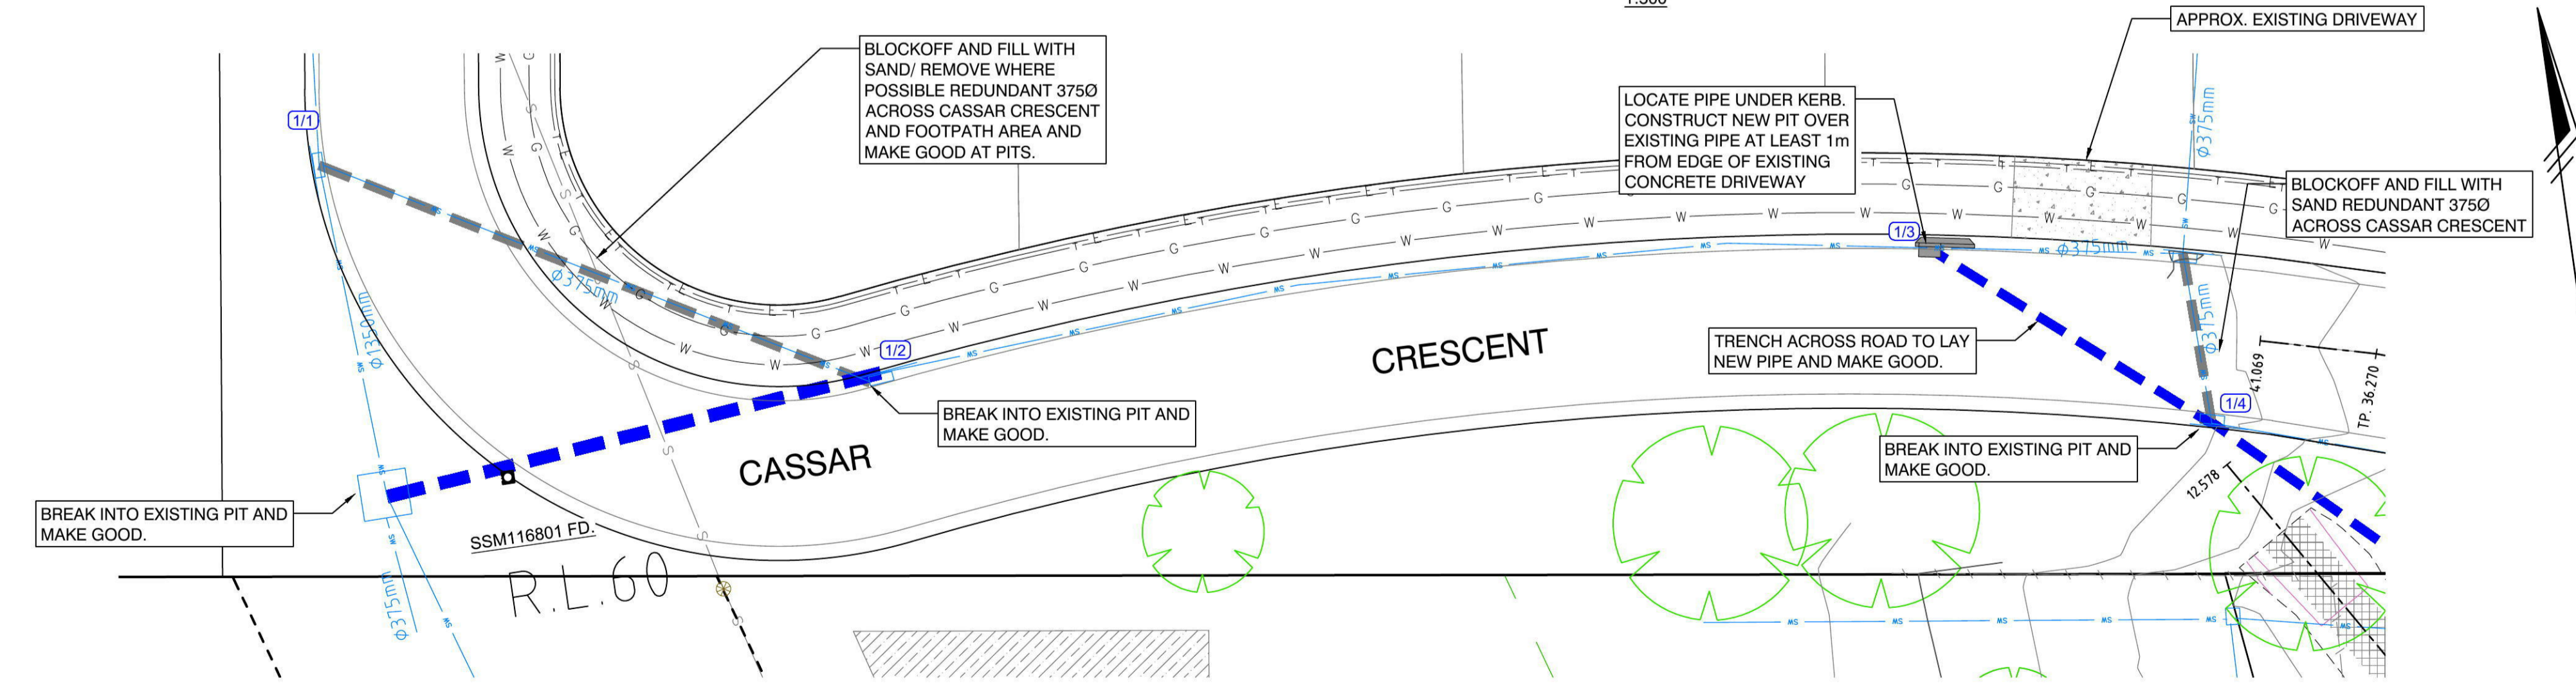 1:500
APPROX. EXISTING DRIVEWAY
BLOCKOFF AND FILL WITH
SAND/ REMOVE WHERE
POSSIBLE REDUNDANT 375Ø
ACROSS CASSAR CRESCENT
AND FOOTPATH AREA AND
MAKE GOOD AT PITS.
LOCATE PIPE UNDER KERB.
CONSTRUCT NEW PIT OVER
EXISTING PIPE AT LEAST 1m
FROM EDGE OF EXISTING
CONCRETE DRIVEWAY
BLOCKOFF AND FILL WITH
SAND REDUNDANT 375Ø
ACROSS CASSAR CRESCENT
1/1
1/2
1/3
1/4
Ø375mm
Ø375mm
Ø375mm
Ø375mm
Ø1350mm
Ø375mm
TRENCH ACROSS ROAD TO LAY
NEW PIPE AND MAKE GOOD.
CRESCENT
CASSAR
BREAK INTO EXISTING PIT AND
MAKE GOOD.
BREAK INTO EXISTING PIT AND
MAKE GOOD.
BREAK INTO EXISTING PIT AND
MAKE GOOD.
41.069
TP. 36.270
12.578
SSM116801 FD.
R.L.60